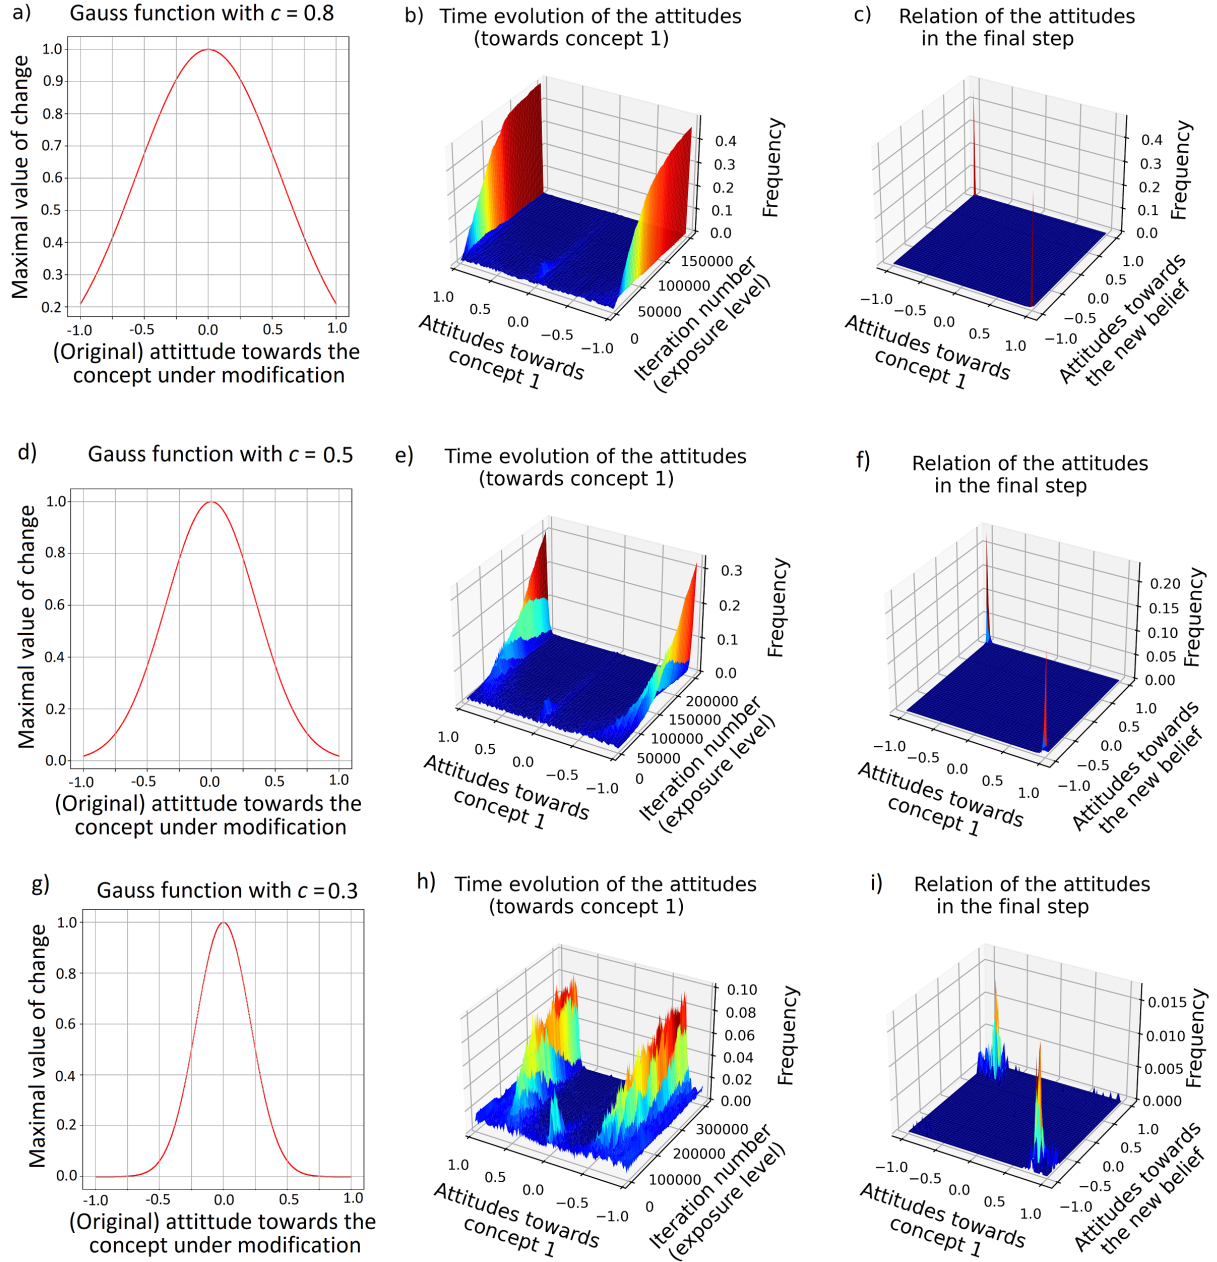 a) Gauss function with c = 0.8
Maximal value of change
1.0
0.9
0.8
0.7
0.6
0.5
0.4
0.3
0.2
-1.0 -0.5 0.0 0.5 1.0
(Original) attittude towards the
concept under modification
b) Time evolution of the attitudes
(towards concept 1)
Frequency
0.4
0.3
0.2
0.1
0.0
150000
100000
50000
0
1.0 0.5 0.0 −0.5 −1.0
Attitudes towards
concept 1
Iteration number
(exposure level)
c) Relation of the attitudes
in the final step
Frequency
0.4
0.3
0.2
0.1
0.0
1.0
0.5
0.0
−0.5
−1.0
−1.0 −0.5 0.0 0.5 1.0
Attitudes towards
concept 1
Attitudes towards
the new belief
d) Gauss function with c = 0.5
Maximal value of change
1.0
0.8
0.6
0.4
0.2
0.0
-1.0 -0.5 0.0 0.5 1.0
(Original) attittude towards the
concept under modification
e) Time evolution of the attitudes
(towards concept 1)
Frequency
0.3
0.2
0.1
0.0
200000
150000
100000
50000
0
1.0 0.5 0.0 −0.5 −1.0
Attitudes towards
concept 1
Iteration number
(exposure level)
f) Relation of the attitudes
in the final step
Frequency
0.20
0.15
0.10
0.05
0.00
1.0
0.5
0.0
−0.5
−1.0
−1.0 −0.5 0.0 0.5 1.0
Attitudes towards
concept 1
Attitudes towards
the new belief
g) Gauss function with c = 0.3
Maximal value of change
1.0
0.8
0.6
0.4
0.2
0.0
-1.0 -0.5 0.0 0.5 1.0
(Original) attittude towards the
concept under modification
h) Time evolution of the attitudes
(towards concept 1)
Frequency
0.10
0.08
0.06
0.04
0.02
0.00
300000
200000
100000
0
1.0 0.5 0.0 −0.5 −1.0
Attitudes towards
concept 1
Iteration number
(exposure level)
i) Relation of the attitudes
in the final step
Frequency
0.015
0.010
0.005
0.000
1.0
0.5
0.0
−0.5
−1.0
−1.0 −0.5 0.0 0.5 1.0
Attitudes towards
concept 1
Attitudes towards
the new belief